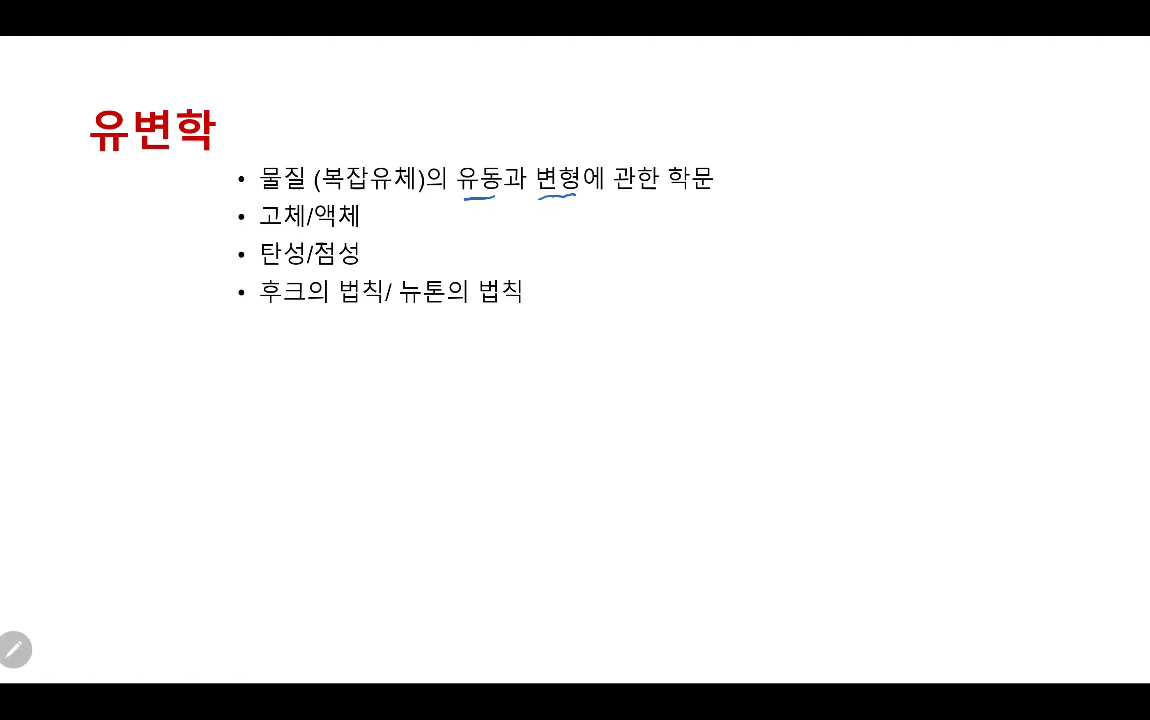 유변학
• 물질 (복잡유체)의 유동과 변형에 관한 학문
• 고체/액체
• 탄성/점성
• 후크의 법칙/ 뉴톤의 법칙